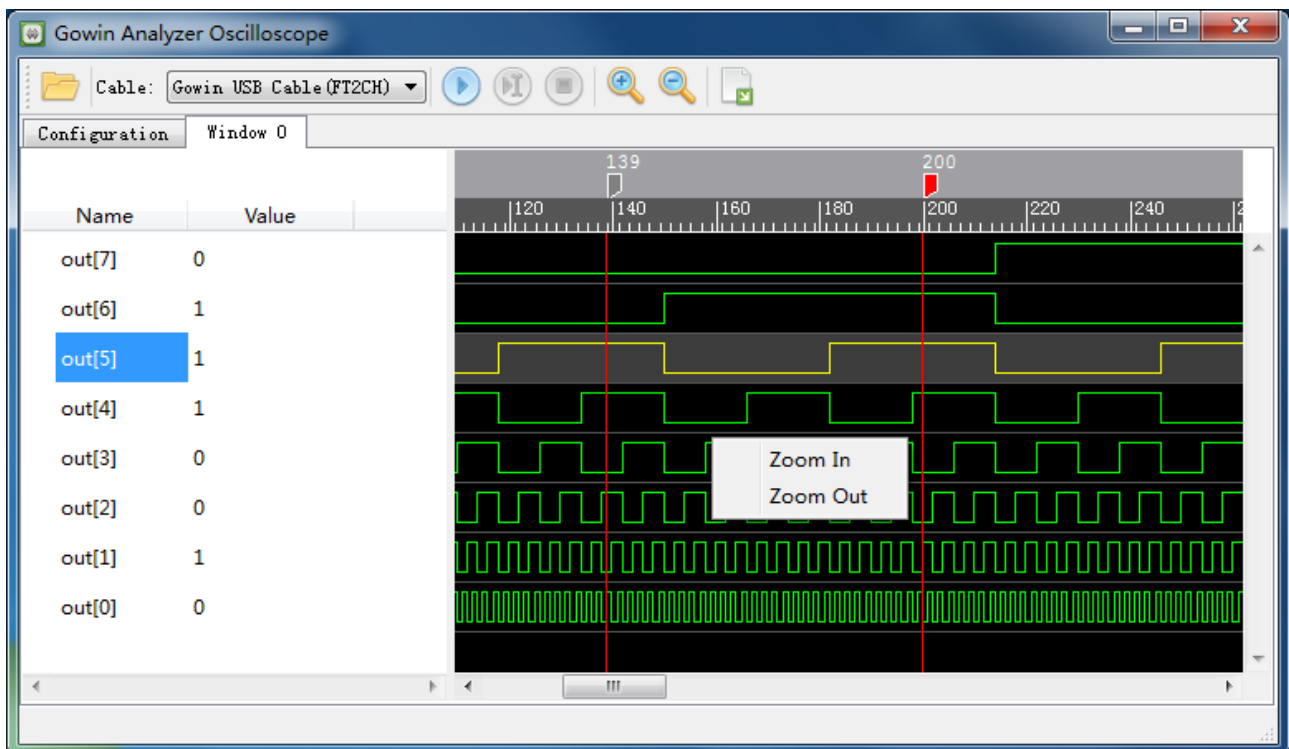 Gowin Analyzer Oscilloscope
Cable: Gowin USB Cable(FT2CH)
Configuration Window 0
139 200
Name Value 120 140 160 180 200 220 240 2
out[7] 0
out[6] 1
out[5] 1
out[4] 1
out[3] 0
Zoom In
out[2] 0
Zoom Out
out[1] 1
out[0] 0